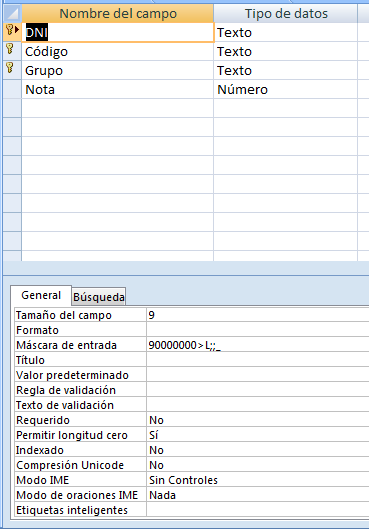 Nombre del campo Tipo de datos
DNI Texto
Código Texto
Grupo Texto
Nota Número
General Búsqueda
Tamaño del campo 9
Formato
Máscara de entrada 90000000>L;;_
Título
Valor predeterminado
Regla de validación
Texto de validación
Requerido No
Permitir longitud cero Sí
Indexado No
Compresión Unicode No
Modo IME Sin Controles
Modo de oraciones IME Nada
Etiquetas inteligentes